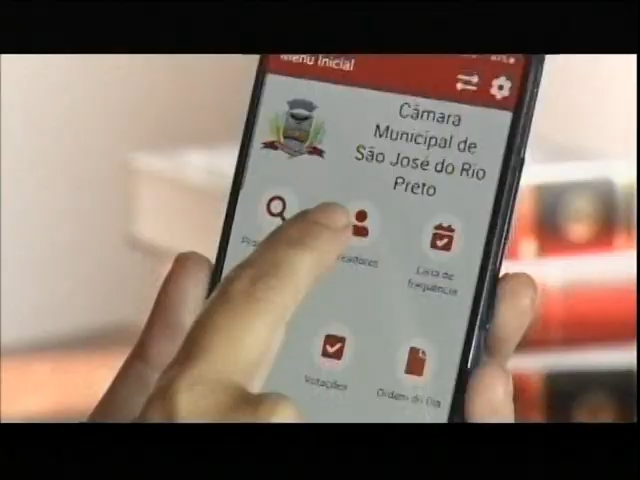 Menu Inicial
Câmara
Municipal de
São José do Rio
Preto
Lista de
frequência
Votações
Ordem do Dia